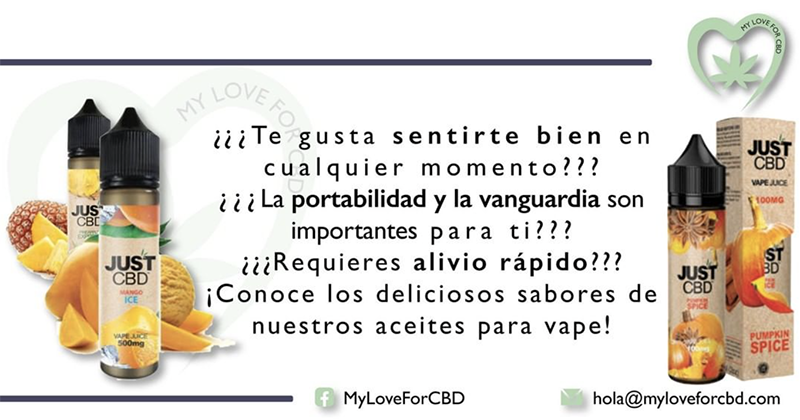 MY LOVE FOR CBD
MY LOVE FOR CBD
¿¿¿Te gusta sentirte bien en
cualquier momento???
¿¿¿La portabilidad y la vanguardia son
importantes para ti???
¿¿¿Requieres alivio rápido???
¡Conoce los deliciosos sabores de
nuestros aceites para vape!
JUST
CBD
JUST
CBD
MANGO
ICE
VAPE JUICE
500mg
JUST
CBD
VAPE JUICE
100MG
JUST
CBD
PUMPKIN
SPICE
100mg
PUMPKIN
SPICE
MyLoveForCBD
hola@myloveforcbd.com